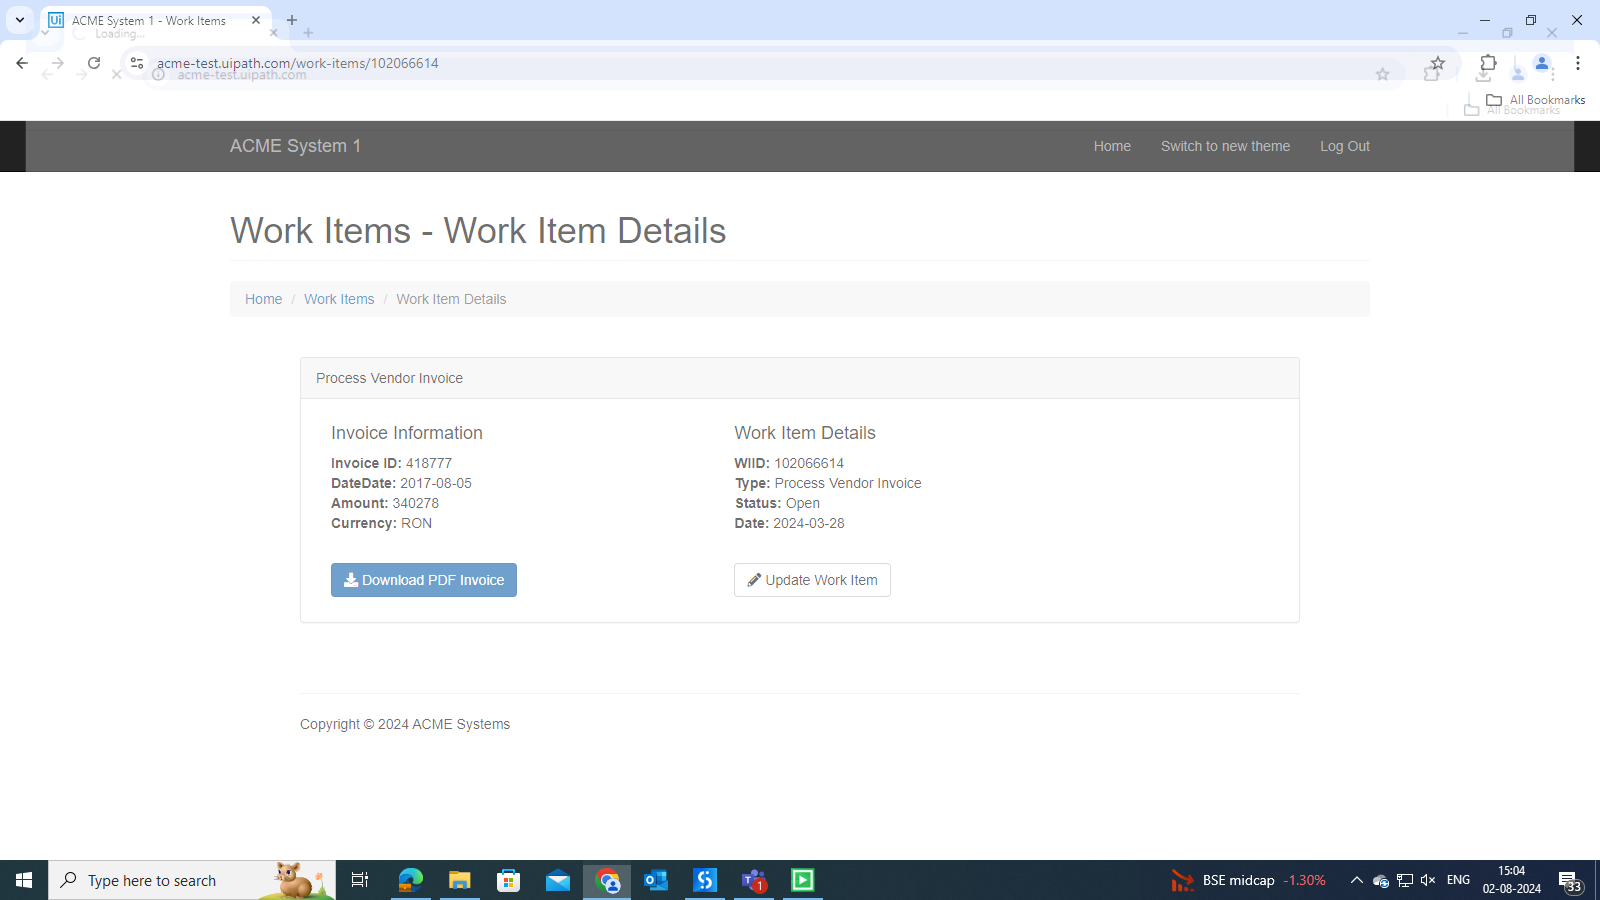 ACME System 1 - Work Items
Loading...
acme-test.uipath.com/work-items/102066614
acme-test.uipath.com
All Bookmarks
All Bookmarks
ACME System 1
Home
Switch to new theme
Log Out
Work Items - Work Item Details
Home / Work Items / Work Item Details
Process Vendor Invoice
Invoice Information
Invoice ID: 418777
DateDate: 2017-08-05
Amount: 340278
Currency: RON
Download PDF Invoice
Work Item Details
WIID: 102066614
Type: Process Vendor Invoice
Status: Open
Date: 2024-03-28
Update Work Item
Copyright © 2024 ACME Systems
Type here to search
1
BSE midcap -1.30%
ENG
15:04
02-08-2024
33